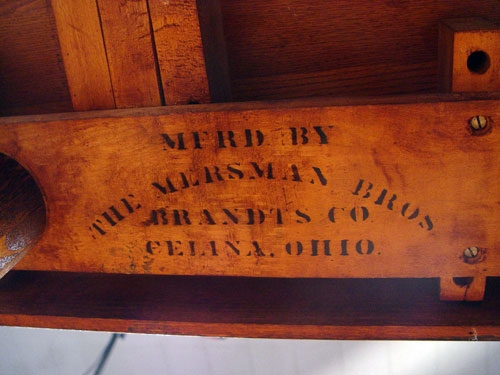 MFRD BY
THE MERSMAN BROS
BRANDTS CO
CELINA, OHIO.